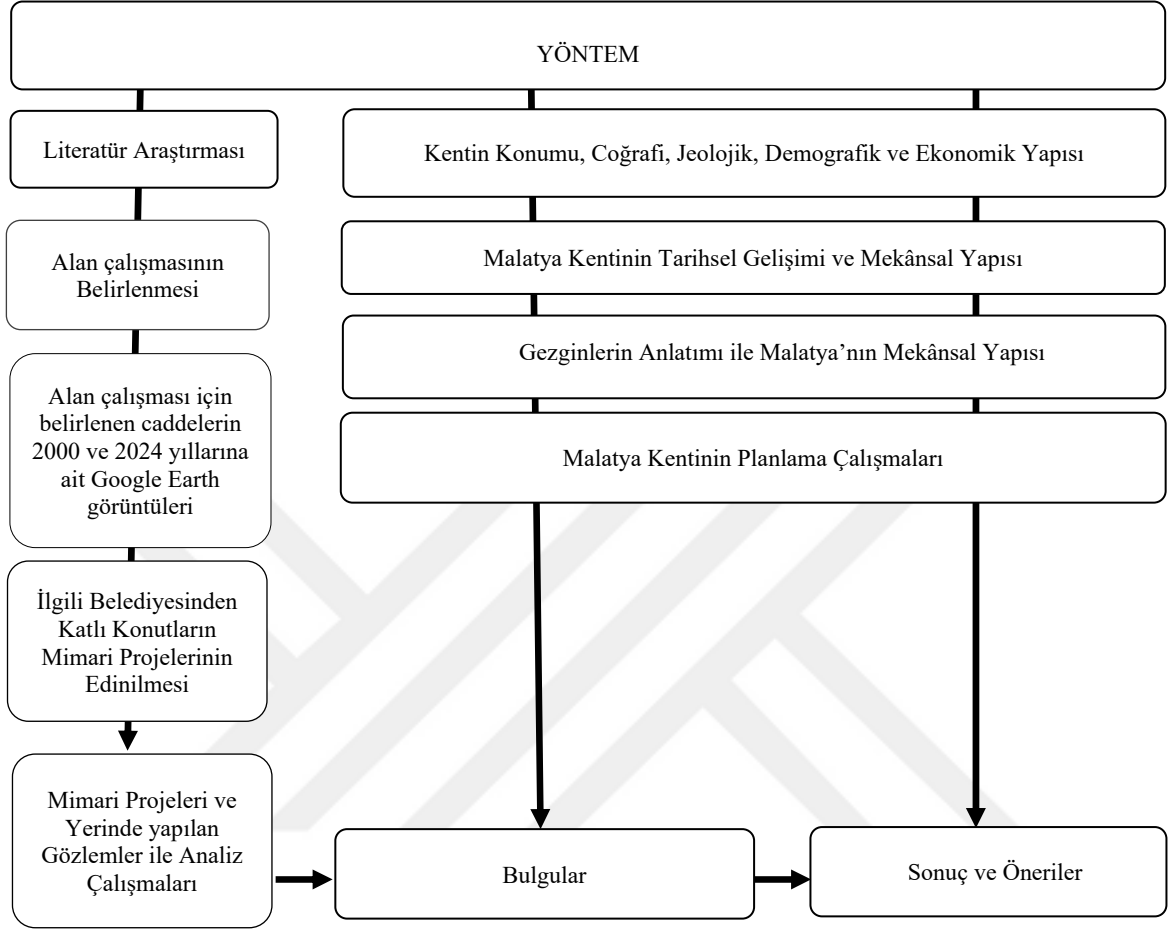 YÖNTEM
Literatür Araştırması
Alan çalışmasının
Belirlenmesi
Alan çalışması için
belirlenen caddelerin
2000 ve 2024 yıllarına
ait Google Earth
görüntüleri
İlgili Belediyesinden
Katlı Konutların
Mimari Projelerinin
Edinilmesi
Mimari Projeleri ve
Yerinde yapılan
Gözlemler ile Analiz
Çalışmaları
Kentin Konumu, Coğrafi, Jeolojik, Demografik ve Ekonomik Yapısı
Malatya Kentinin Tarihsel Gelişimi ve Mekânsal Yapısı
Gezginlerin Anlatımı ile Malatya’nın Mekânsal Yapısı
Malatya Kentinin Planlama Çalışmaları
Bulgular
Sonuç ve Öneriler